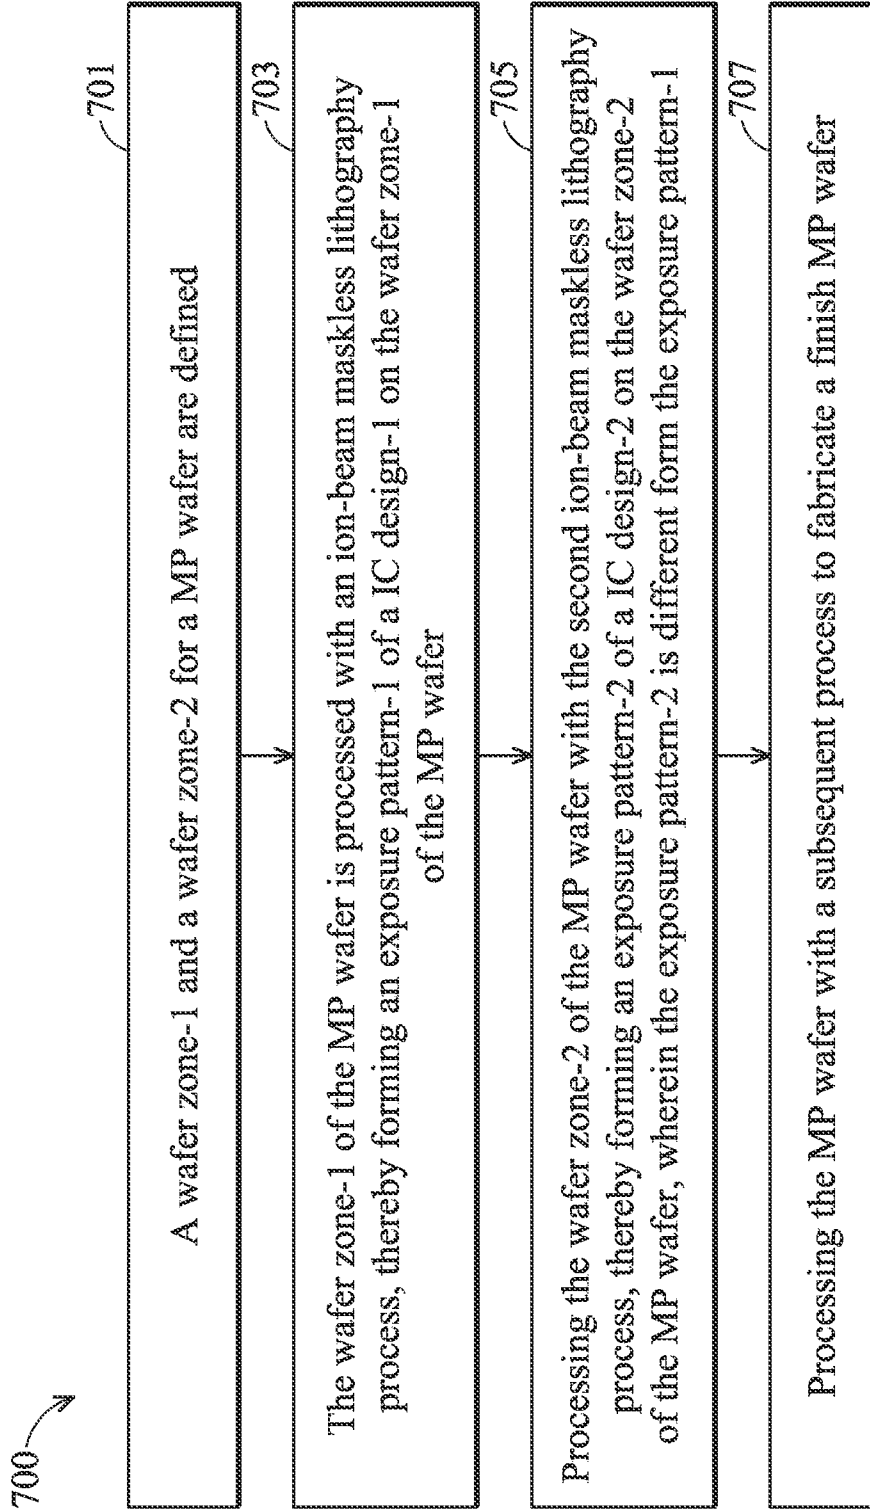 700
701
A wafer zone-1 and a wafer zone-2 for a MP wafer are defined
703
The wafer zone-1 of the MP wafer is processed with an ion-beam maskless lithography
process, thereby forming an exposure pattern-1 of a IC design-1 on the wafer zone-1
of the MP wafer
705
Processing the wafer zone-2 of the MP wafer with the second ion-beam maskless lithography
process, thereby forming an exposure pattern-2 of a IC design-2 on the wafer zone-2
of the MP wafer, wherein the exposure pattern-2 is different form the exposure pattern-1
707
Processing the MP wafer with a subsequent process to fabricate a finish MP wafer